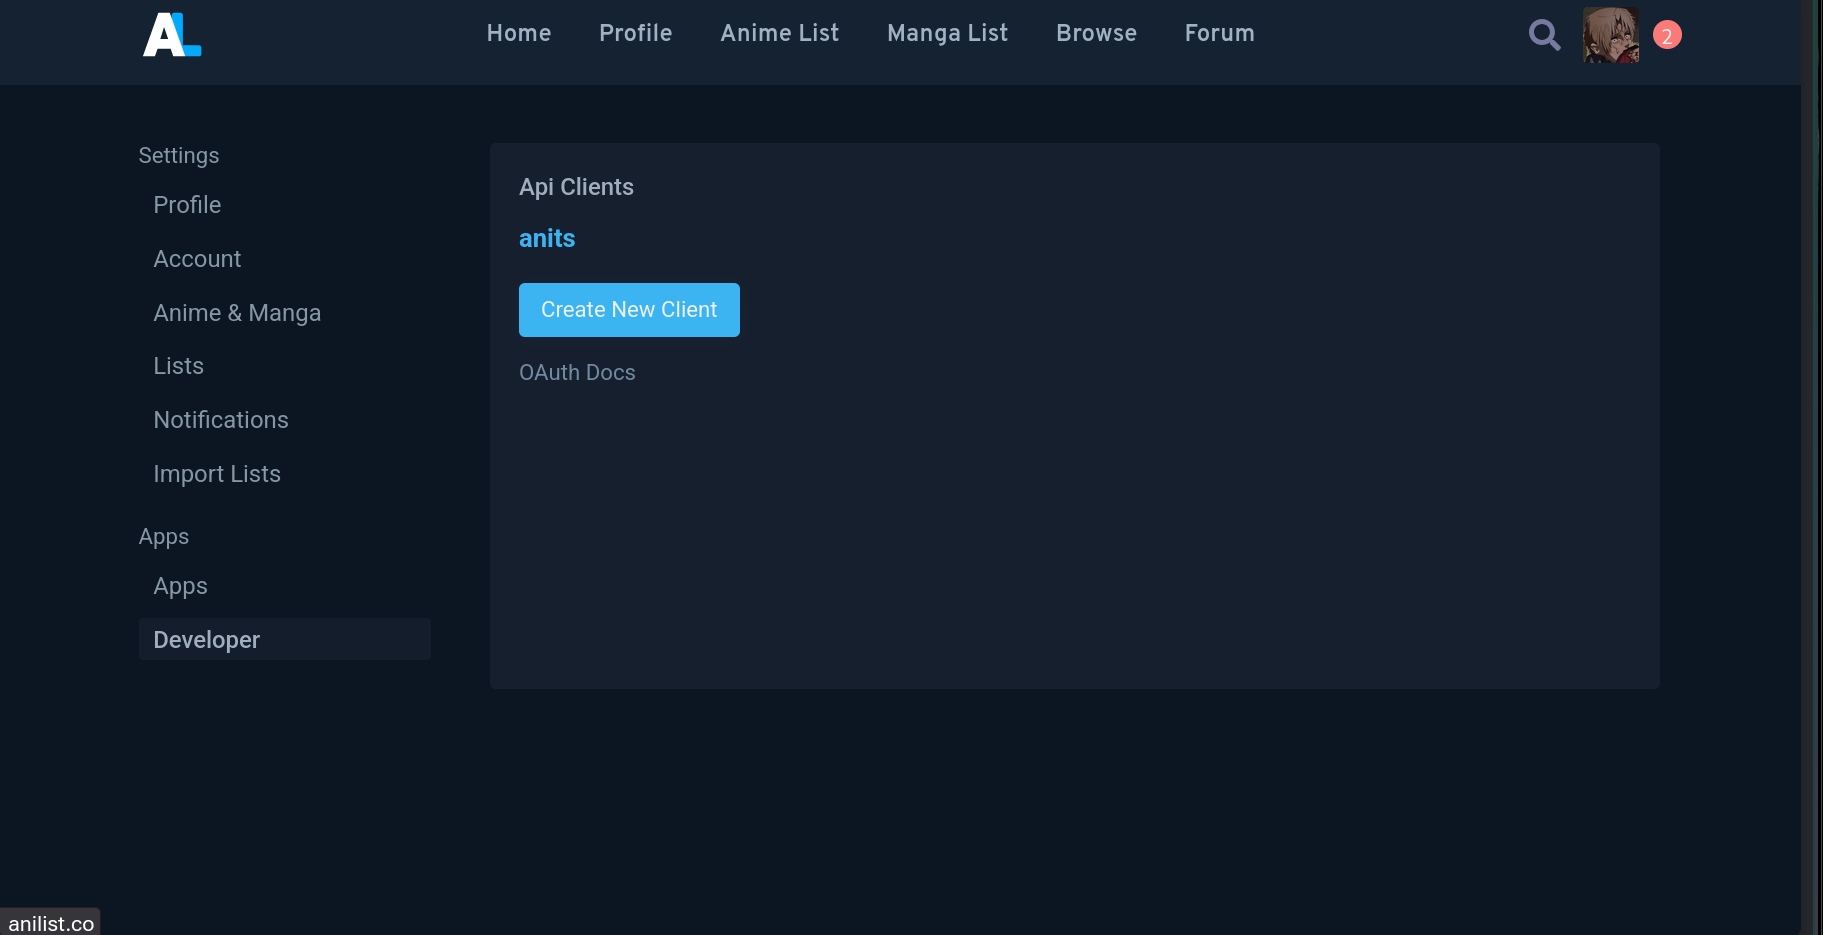 AL
Home Profile Anime List Manga List Browse Forum
2
Settings
Profile
Account
Anime & Manga
Lists
Notifications
Import Lists
Apps
Apps
Developer
Api Clients
anits
Create New Client
OAuth Docs
anilist.co